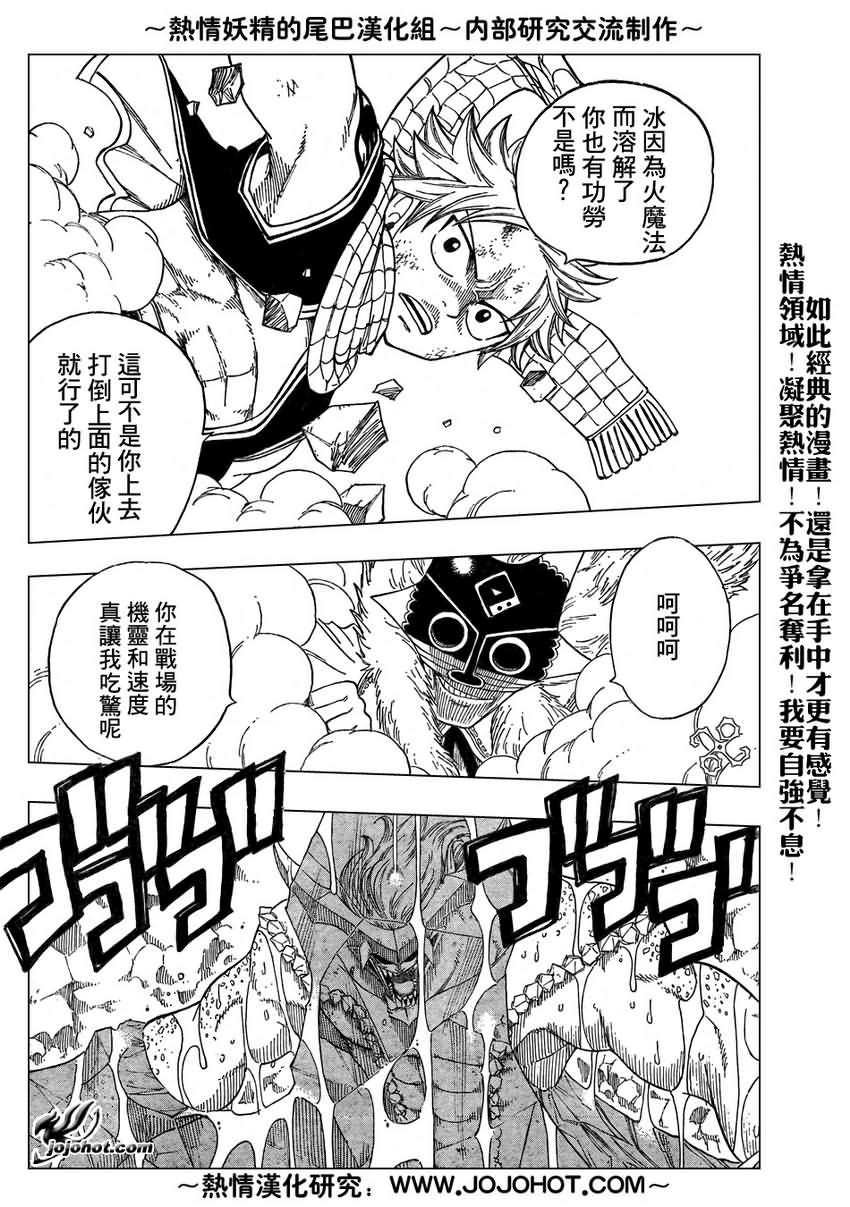 ～熱情妖精的尾巴漢化組～内部研究交流制作～
冰因為火魔法
而溶解了
你也有功勞
不是嗎？
這可不是你上去
打倒上面的傢伙
就行了的
呵呵呵
你在戰場的
機靈和速度
真讓我吃驚呢
ゴゴゴ
ゴゴゴ
如此經典的漫畫！還是拿在手中才更有感覺！
熱情領域！凝聚熱情！不為爭名奪利！我要自強不息！
jojohot.com
～熱情漢化研究：WWW.JOJOHOT.COM～